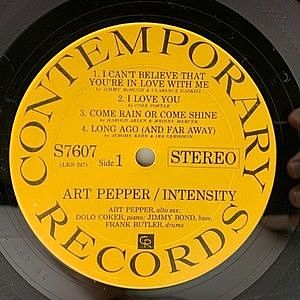 CONTEMPORARY
1. I CAN'T BELIEVE THAT
YOU'RE IN LOVE WITH ME
by JIMMY McHUGH & CLARENCE GASKILL
2. I LOVE YOU
by COLE PORTER
3. COME RAIN OR COME SHINE
by HAROLD ARLEN & JOHNNY MERCER
4. LONG AGO (AND FAR AWAY)
by JEROME KERN & IRA GERSHWIN
S7607
(LKS 247) Side 1 STEREO
ART PEPPER / INTENSITY
ART PEPPER, alto sax;
DOLO COKER, piano; JIMMY BOND, bass;
FRANK BUTLER, drums
CR
RECORDS